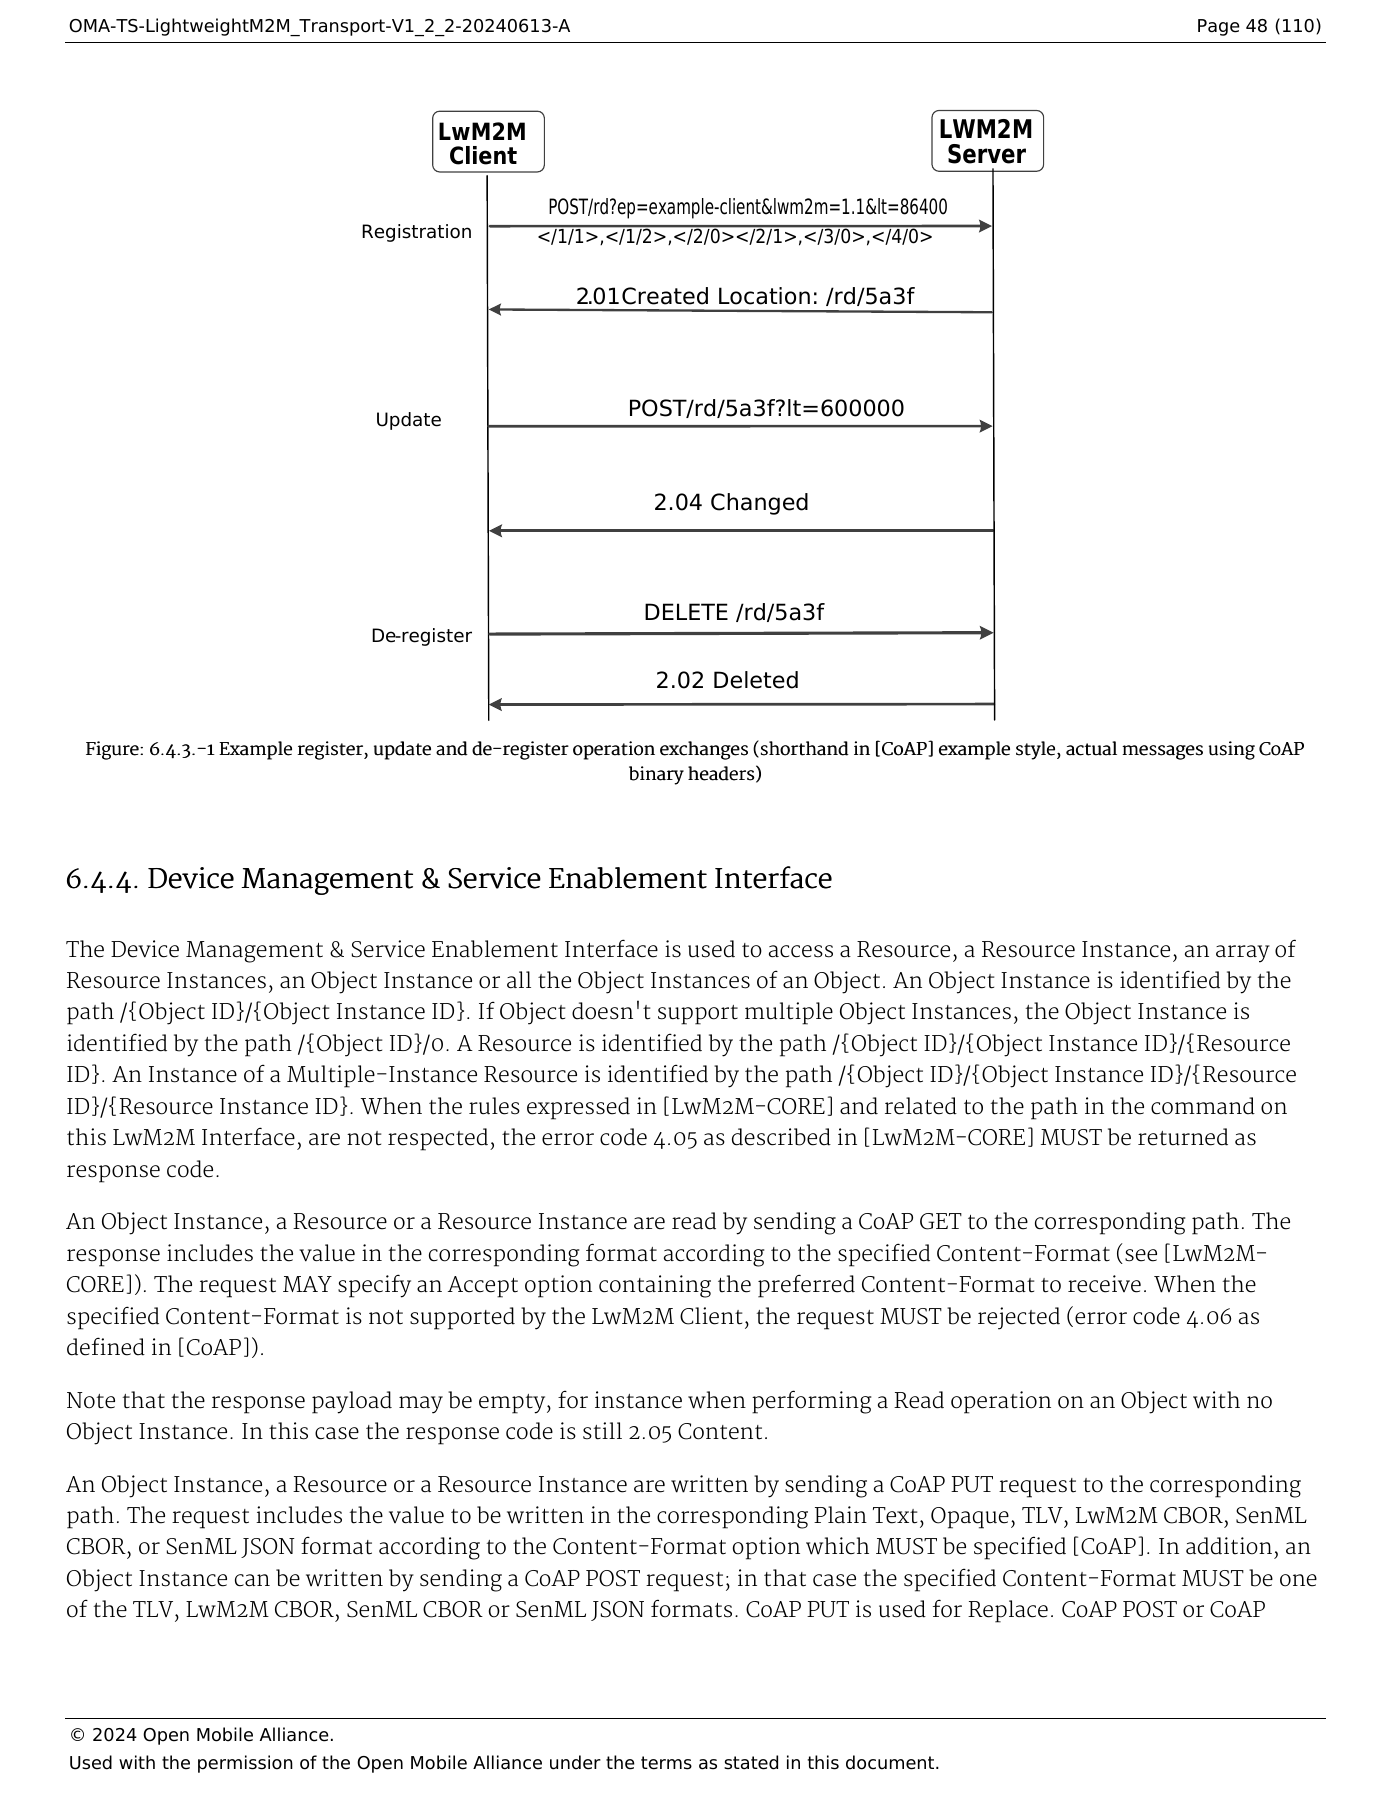 OMA-TS-LightweightM2M_Transport-V1_2_2-20240613-A Page 48 (110)
LwM2M
Client
LWM2M
Server
POST/rd?ep=example-client&lwm2m=1.1&lt=86400
Registration
</1/1>,</1/2>,</2/0></2/1>,</3/0>,</4/0>
2.01Created Location: /rd/5a3f
POST/rd/5a3f?lt=600000
Update
2.04 Changed
DELETE /rd/5a3f
De-register
2.02 Deleted
Figure: 6.4.3.-1 Example register, update and de-register operation exchanges (shorthand in [CoAP] example style, actual messages using CoAP
binary headers)
6.4.4. Device Management & Service Enablement Interface
The Device Management & Service Enablement Interface is used to access a Resource, a Resource Instance, an array of
Resource Instances, an Object Instance or all the Object Instances of an Object. An Object Instance is identified by the
path /{Object ID}/{Object Instance ID}. If Object doesn't support multiple Object Instances, the Object Instance is
identified by the path /{Object ID}/0. A Resource is identified by the path /{Object ID}/{Object Instance ID}/{Resource
ID}. An Instance of a Multiple-Instance Resource is identified by the path /{Object ID}/{Object Instance ID}/{Resource
ID}/{Resource Instance ID}. When the rules expressed in [LwM2M-CORE] and related to the path in the command on
this LwM2M Interface, are not respected, the error code 4.05 as described in [LwM2M-CORE] MUST be returned as
response code.
An Object Instance, a Resource or a Resource Instance are read by sending a CoAP GET to the corresponding path. The
response includes the value in the corresponding format according to the specified Content-Format (see [LwM2M-
CORE]). The request MAY specify an Accept option containing the preferred Content-Format to receive. When the
specified Content-Format is not supported by the LwM2M Client, the request MUST be rejected (error code 4.06 as
defined in [CoAP]).
Note that the response payload may be empty, for instance when performing a Read operation on an Object with no
Object Instance. In this case the response code is still 2.05 Content.
An Object Instance, a Resource or a Resource Instance are written by sending a CoAP PUT request to the corresponding
path. The request includes the value to be written in the corresponding Plain Text, Opaque, TLV, LwM2M CBOR, SenML
CBOR, or SenML JSON format according to the Content-Format option which MUST be specified [CoAP]. In addition, an
Object Instance can be written by sending a CoAP POST request; in that case the specified Content-Format MUST be one
of the TLV, LwM2M CBOR, SenML CBOR or SenML JSON formats. CoAP PUT is used for Replace. CoAP POST or CoAP
© 2024 Open Mobile Alliance.
Used with the permission of the Open Mobile Alliance under the terms as stated in this document.